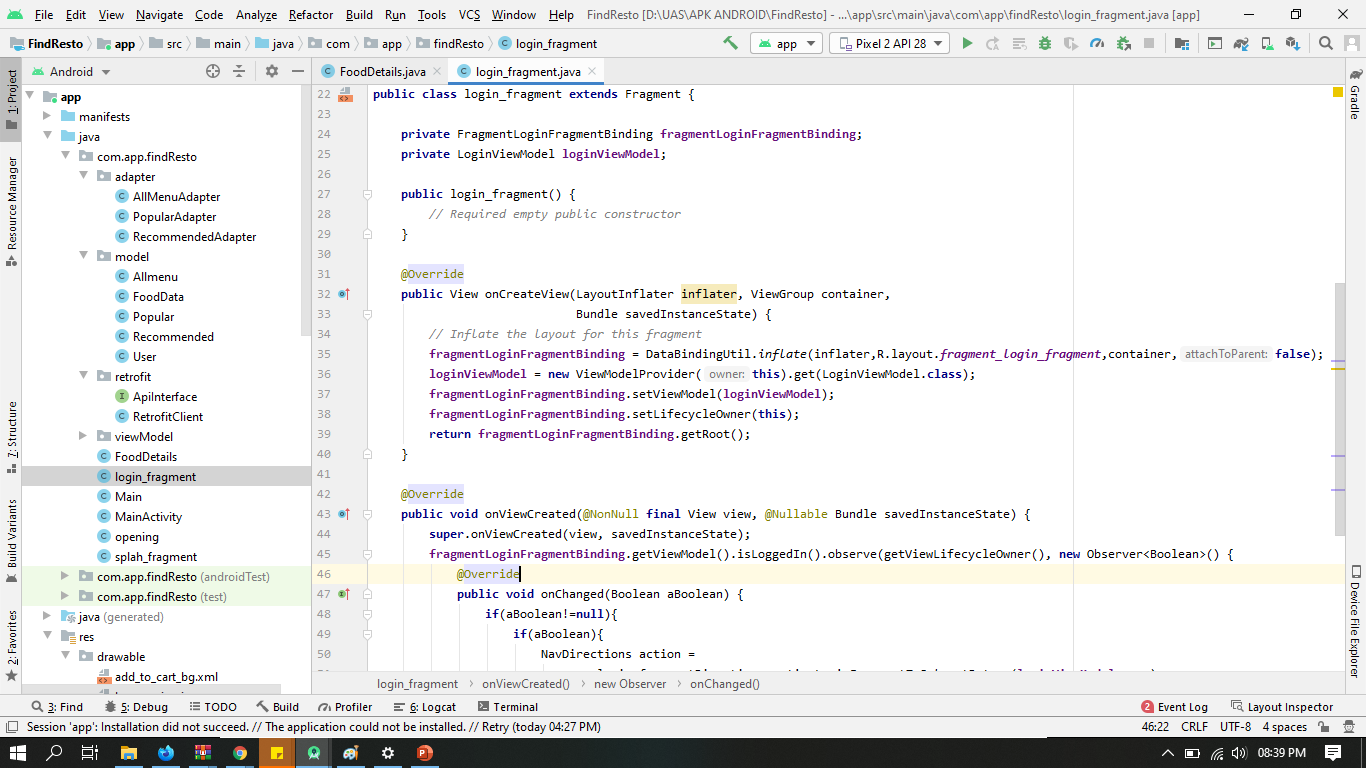 File Edit View Navigate Code Analyze Refactor Build Run Tools VCS Window Help FindResto [D:\UAS\APK ANDROID\FindResto] - ...\app\src\main\java\com\app\findResto\login_fragment.java [app]
FindResto app src main java com app findResto login_fragment app Pixel 2 API 28
Android FoodDetails.java login_fragment.java
1: Project
Resource Manager
7: Structure
Build Variants
2: Favorites
app
manifests
java
com.app.findResto
adapter
AllMenuAdapter
PopularAdapter
RecommendedAdapter
model
Allmenu
FoodData
Popular
Recommended
User
retrofit
ApiInterface
RetrofitClient
viewModel
FoodDetails
login_fragment
Main
MainActivity
opening
splah_fragment
com.app.findResto (androidTest)
com.app.findResto (test)
java (generated)
res
drawable
add_to_cart_bg.xml
22 public class login_fragment extends Fragment {
23
24 private FragmentLoginFragmentBinding fragmentLoginFragmentBinding;
25 private LoginViewModel loginViewModel;
26
27 public login_fragment() {
28 // Required empty public constructor
29 }
30
31 @Override
32 public View onCreateView(LayoutInflater inflater, ViewGroup container,
33 Bundle savedInstanceState) {
34 // Inflate the layout for this fragment
35 fragmentLoginFragmentBinding = DataBindingUtil.inflate(inflater,R.layout.fragment_login_fragment,container, attachToParent: false);
36 loginViewModel = new ViewModelProvider( owner: this).get(LoginViewModel.class);
37 fragmentLoginFragmentBinding.setViewModel(loginViewModel);
38 fragmentLoginFragmentBinding.setLifecycleOwner(this);
39 return fragmentLoginFragmentBinding.getRoot();
40 }
41
42 @Override
43 public void onViewCreated(@NonNull final View view, @Nullable Bundle savedInstanceState) {
44 super.onViewCreated(view, savedInstanceState);
45 fragmentLoginFragmentBinding.getViewModel().isLoggedIn().observe(getViewLifecycleOwner(), new Observer<Boolean>() {
46 @Override
47 public void onChanged(Boolean aBoolean) {
48 if(aBoolean!=null){
49 if(aBoolean){
50 NavDirections action =
Gradle
Device File Explorer
login_fragment onViewCreated() new Observer onChanged()
3: Find 5: Debug TODO Build Profiler 6: Logcat Terminal 2 Event Log Layout Inspector
Session 'app': Installation did not succeed. // The application could not be installed. // Retry (today 04:27 PM) 46:22 CRLF UTF-8 4 spaces
08:39 PM